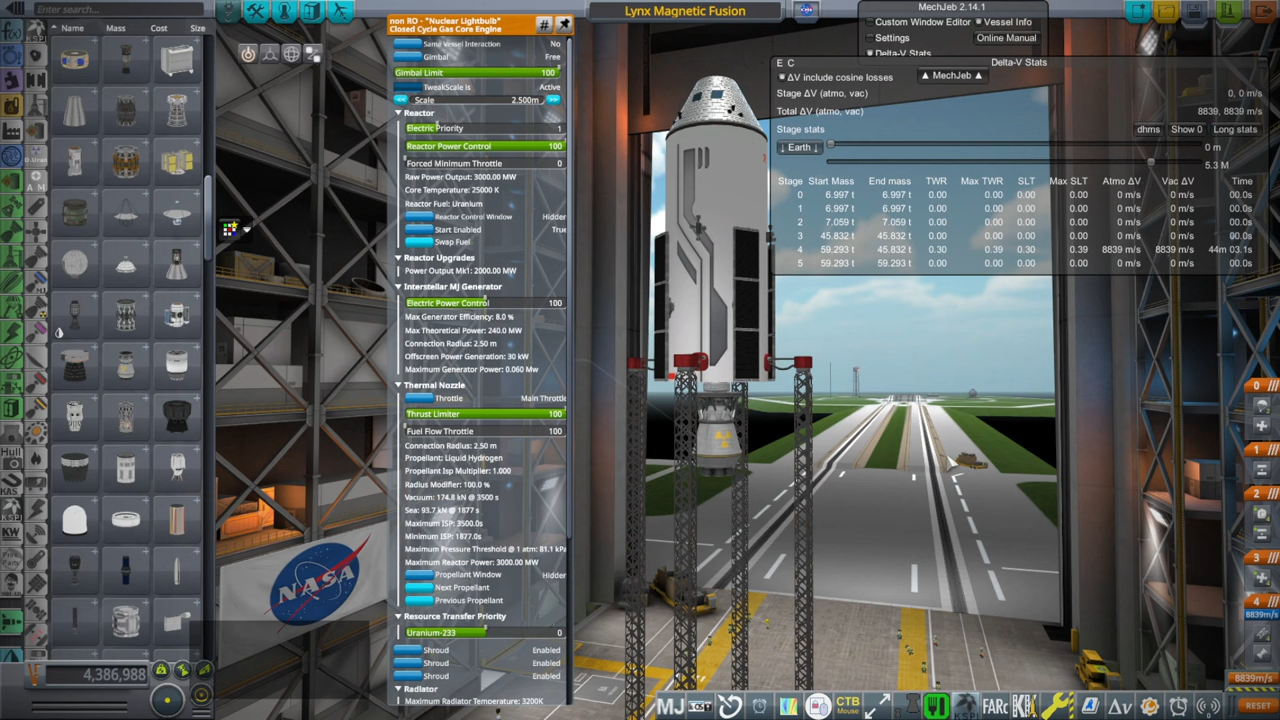 Enter search...
Name Mass Cost Size
non RO - "Nuclear Lightbulb"
Closed Cycle Gas Core Engine
#
Same Vessel Interaction No
Gimbal Free
Gimbal Limit 100
TweakScale is Active
<< Scale 2.500m >>
Reactor
Electric Priority 1
Reactor Power Control 100
Forced Minimum Throttle 0
Raw Power Output: 3000.00 MW
Core Temperature: 25000 K
Reactor Fuel: Uranium
Reactor Control Window Hidden
Start Enabled True
Swap Fuel
Reactor Upgrades
Power Output Mk1: 2000.00 MW
Interstellar MJ Generator
Electric Power Control 100
Max Generator Efficiency: 8.0 %
Max Theoretical Power: 240.0 MW
Connection Radius: 2.50 m
Offscreen Power Generation: 30 kW
Maximum Generator Power: 0.060 MW
Thermal Nozzle
Throttle Main Throttle
Thrust Limiter 100
Fuel Flow Throttle 100
Connection Radius: 2.50 m
Propellant: Liquid Hydrogen
Propellant Isp Multiplier: 1.000
Radius Modifier: 100.0 %
Vacuum: 174.8 kN @ 3500 s
Sea: 93.7 kN @ 1877 s
Maximum ISP: 3500.0s
Minimum ISP: 1877.0s
Maximum Pressure Threshold @ 1 atm: 81.1 kPa
Maximum Reactor Power: 3000.00 MW
Propellant Window Hidden
Next Propellant
Previous Propellant
Resource Transfer Priority
Uranium-233 0
Shroud Enabled
Shroud Enabled
Shroud Enabled
Radiator
Maximum Radiator Temperature: 3200K
Lynx Magnetic Fusion
MechJeb 2.14.1
Custom Window Editor Vessel Info
Settings Online Manual
Delta-V Stats
E C Delta-V Stats
ΔV include cosine losses ▲ MechJeb ▲
Stage ΔV (atmo, vac) 0, 0 m/s
Total ΔV (atmo, vac) 8839, 8839 m/s
Stage stats dhms Show 0 Long stats
↓ Earth ↓ 0 m
5.3 M
Stage Start Mass End mass TWR Max TWR SLT Max SLT Atmo ΔV Vac ΔV Time
0 6.997 t 6.997 t 0.00 0.00 0.00 0.00 0 m/s 0 m/s 00.0s
1 6.997 t 6.997 t 0.00 0.00 0.00 0.00 0 m/s 0 m/s 00.0s
2 7.059 t 7.059 t 0.00 0.00 0.00 0.00 0 m/s 0 m/s 00.0s
3 45.832 t 45.832 t 0.00 0.00 0.00 0.00 0 m/s 0 m/s 00.0s
4 59.293 t 45.832 t 0.30 0.39 0.30 0.39 8839 m/s 8839 m/s 44m 03.1s
5 59.293 t 59.293 t 0.00 0.00 0.00 0.00 0 m/s 0 m/s 00.0s
NASA
4,386,988
Hull
KAS
KSPI
KW
0
1
2
3
4
8839m/s
8839m/s
MJ CTB Mouse KSPI FARc Δv RESET